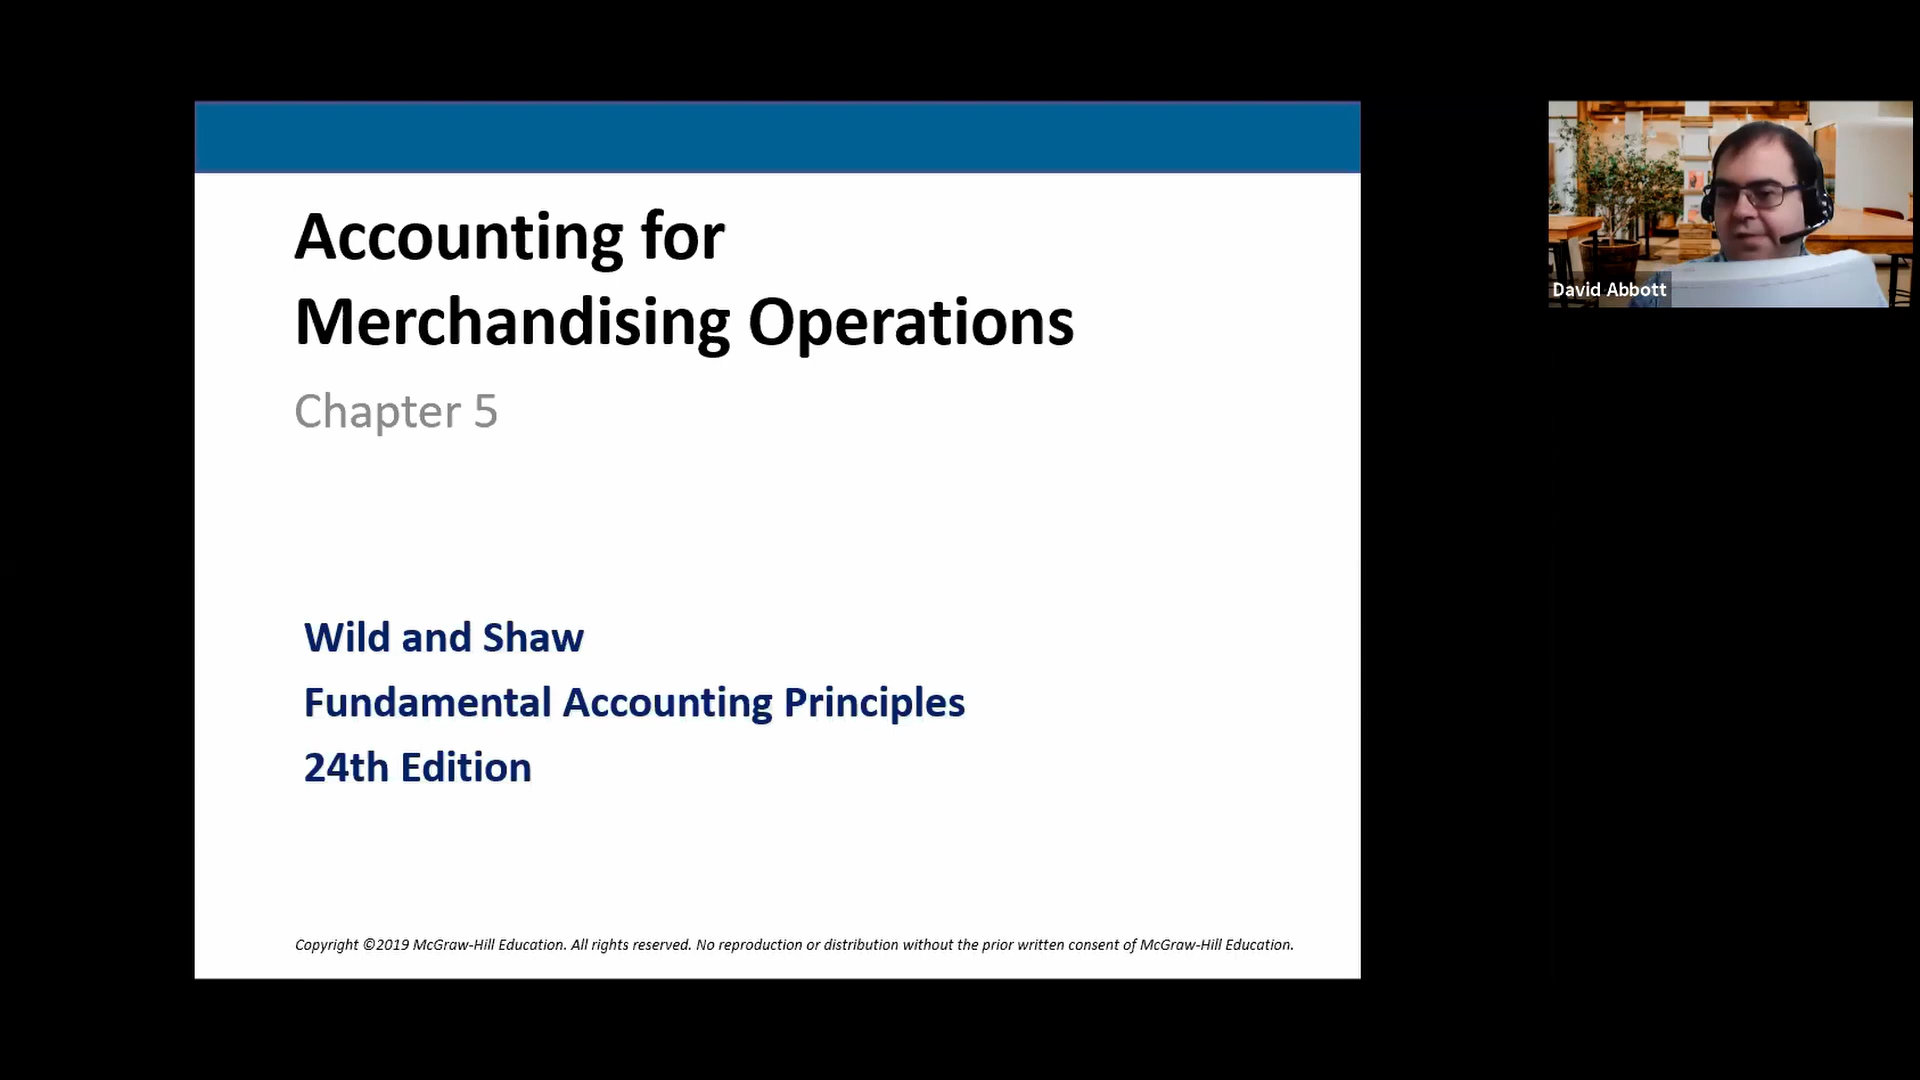 Accounting for
Merchandising Operations
Chapter 5
Wild and Shaw
Fundamental Accounting Principles
24th Edition
Copyright ©2019 McGraw-Hill Education. All rights reserved. No reproduction or distribution without the prior written consent of McGraw-Hill Education.
David Abbott